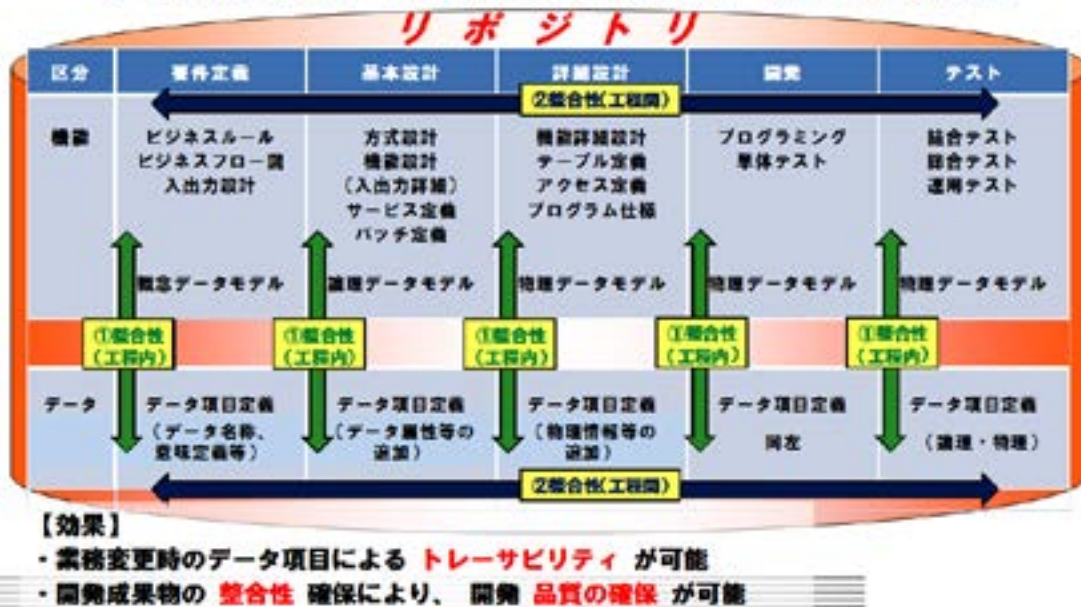 リポジトリ
区分 要件定義 基本設計 詳細設計 開発 テスト
②整合性(工程間)
機能
ビジネスルール
ビジネスフロー図
入出力設計
方式設計
機能設計
(入出力詳細)
サービス定義
バッチ定義
機能詳細設計
テーブル定義
アクセス定義
プログラム仕様
プログラミング
単体テスト
結合テスト
総合テスト
運用テスト
概念データモデル 論理データモデル 物理データモデル 物理データモデル 物理データモデル
①整合性
(工程内)
①整合性
(工程内)
①整合性
(工程内)
①整合性
(工程内)
①整合性
(工程内)
データ
データ項目定義
(データ名称、
意味定義等)
データ項目定義
(データ属性等の
追加)
データ項目定義
(物理情報等の
追加)
データ項目定義
同左
データ項目定義
(論理・物理)
②整合性(工程間)
【効果】
・業務変更時のデータ項目による トレーサビリティ が可能
・開発成果物の 整合性 確保により、 開発 品質の確保 が可能